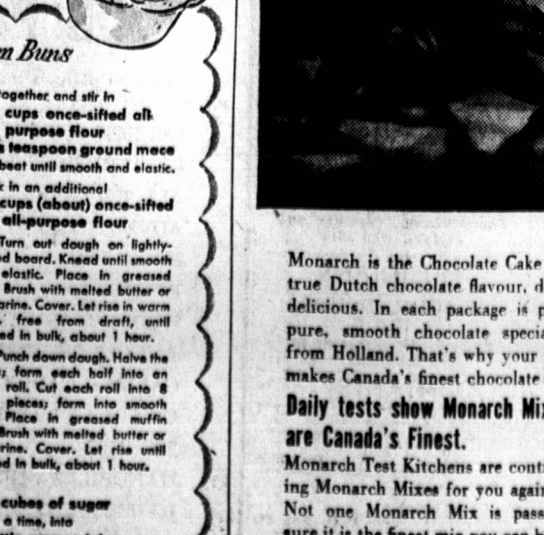 Buns
together and stir in
cups once-sifted all-
purpose flour
teaspoon ground mace
beat until smooth and elastic.
in an additional
cups (about) once-sifted
all-purpose flour
Turn out dough on lightly-
board. Knead until smooth
elastic. Place in greased
Brush with melted butter or
Cover. Let rise in warm
free from draft, until
in bulk, about 1 hour.
Punch down dough. Halve the
form each half into an
roll. Cut each roll into 8
pieces; form into smooth
Place in greased muffin
Brush with melted butter or
Cover. Let rise until
in bulk, about 1 hour.
cubes of sugar
a time, into
Monarch is the Chocolate Cake
true Dutch chocolate flavour,
delicious. In each package is
pure, smooth chocolate
from Holland. That's why your
makes Canada's finest chocolate
Daily tests show Monarch
are Canada's Finest.
Monarch Test Kitchens are
ing Monarch Mixes for you
Not one Monarch Mix is
sure it is the finest mix you can